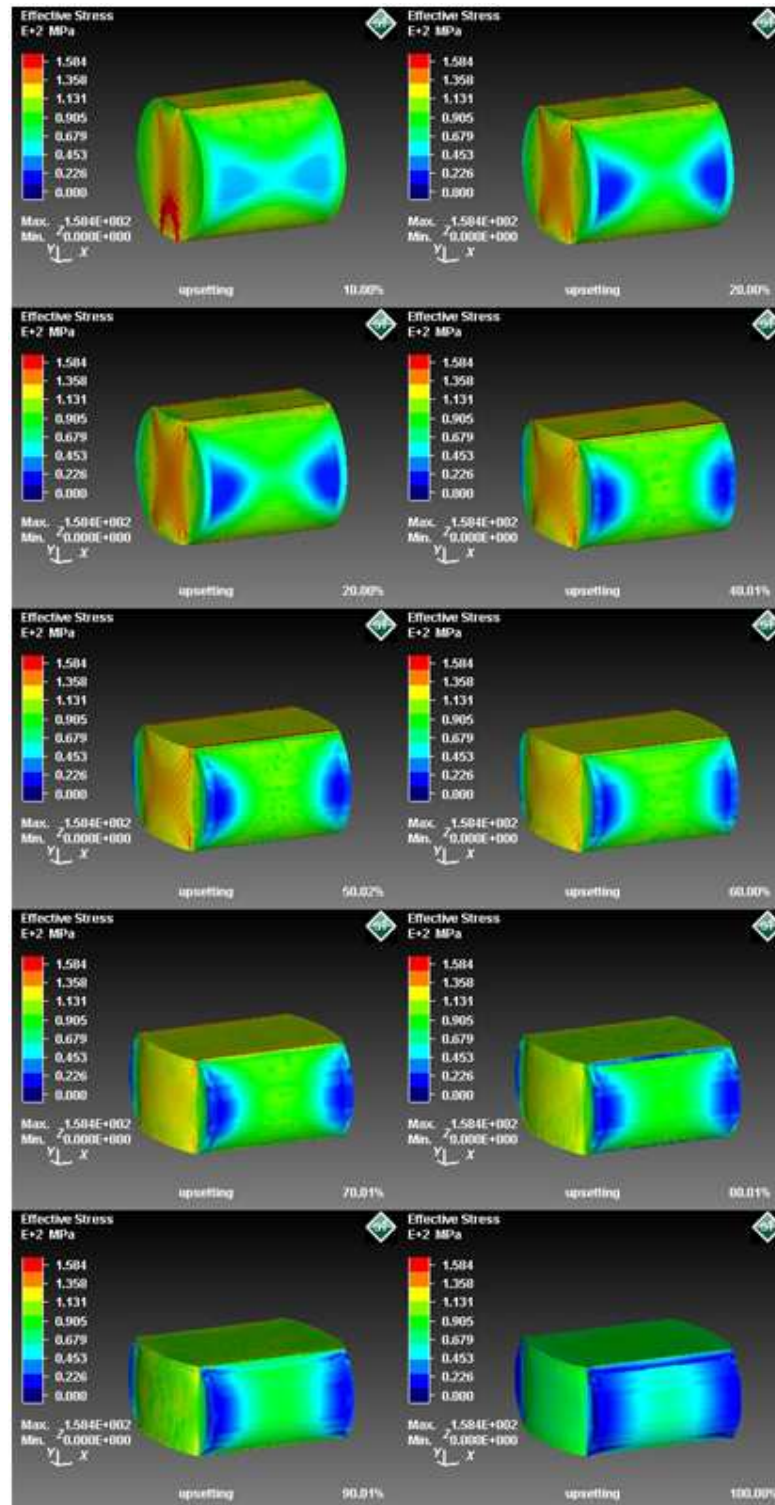 Effective Stress
E+2 MPa
1.584
1.358
1.131
0.905
0.679
0.453
0.226
0.000
Max. 1.584E+002
Min. 0.000E+000
Z
Y X
upsetting 10.00%
Effective Stress
E+2 MPa
1.584
1.358
1.131
0.905
0.679
0.453
0.226
0.000
Max. 1.584E+002
Min. 0.000E+000
Z
Y X
upsetting 20.00%
Effective Stress
E+2 MPa
1.584
1.358
1.131
0.905
0.679
0.453
0.226
0.000
Max. 1.584E+002
Min. 0.000E+000
Z
Y X
upsetting 20.00%
Effective Stress
E+2 MPa
1.584
1.358
1.131
0.905
0.679
0.453
0.226
0.000
Max. 1.584E+002
Min. 0.000E+000
Z
Y X
upsetting 40.01%
Effective Stress
E+2 MPa
1.584
1.358
1.131
0.905
0.679
0.453
0.226
0.000
Max. 1.584E+002
Min. 0.000E+000
Z
Y X
upsetting 50.02%
Effective Stress
E+2 MPa
1.584
1.358
1.131
0.905
0.679
0.453
0.226
0.000
Max. 1.584E+002
Min. 0.000E+000
Z
Y X
upsetting 60.00%
Effective Stress
E+2 MPa
1.584
1.358
1.131
0.905
0.679
0.453
0.226
0.000
Max. 1.584E+002
Min. 0.000E+000
Z
Y X
upsetting 70.01%
Effective Stress
E+2 MPa
1.584
1.358
1.131
0.905
0.679
0.453
0.226
0.000
Max. 1.584E+002
Min. 0.000E+000
Z
Y X
upsetting 80.01%
Effective Stress
E+2 MPa
1.584
1.358
1.131
0.905
0.679
0.453
0.226
0.000
Max. 1.584E+002
Min. 0.000E+000
Z
Y X
upsetting 90.01%
Effective Stress
E+2 MPa
1.584
1.358
1.131
0.905
0.679
0.453
0.226
0.000
Max. 1.584E+002
Min. 0.000E+000
Z
Y X
upsetting 100.00%